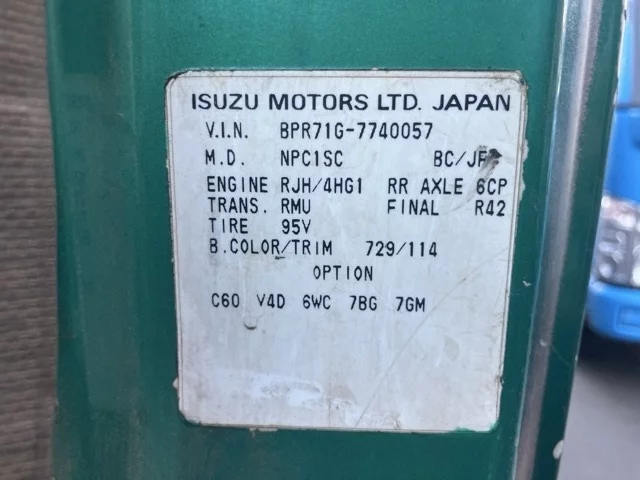 ISUZU MOTORS LTD. JAPAN
V.I.N. BPR71G-7740057
M.D. NPC1SC
ENGINE RJH/4HG1 RR AXLE 6CP
TRANS. RMU FINAL R42
TIRE 95V
B.COLOR/TRIM 729/114
OPTION
C60 V4D 6WC 7BG 7GM